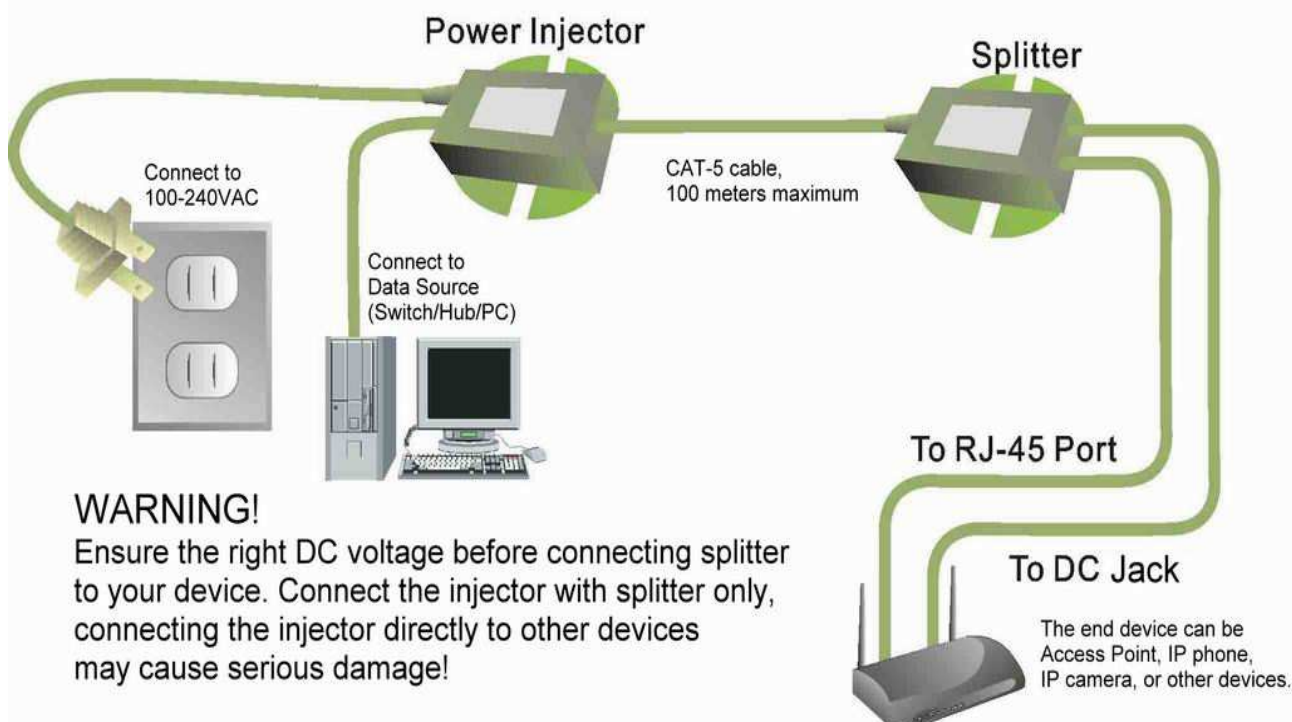 Power Injector
Splitter
Connect to
100-240VAC
CAT-5 cable,
100 meters maximum
Connect to
Data Source
(Switch/Hub/PC)
To RJ-45 Port
To DC Jack
WARNING!
Ensure the right DC voltage before connecting splitter
to your device. Connect the injector with splitter only,
connecting the injector directly to other devices
may cause serious damage!
The end device can be
Access Point, IP phone,
IP camera, or other devices.